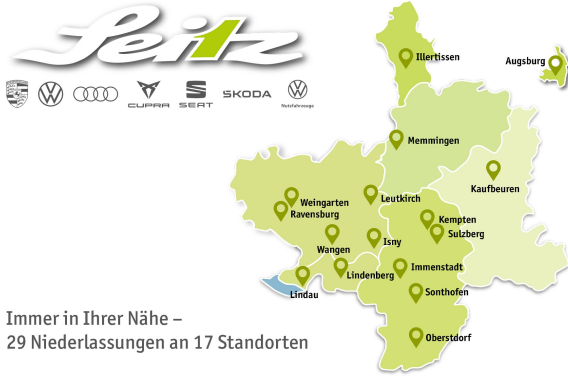 Seitz
CUPRA
SEAT
ŠKODA
Nutzfahrzeuge
Illertissen
Augsburg
Memmingen
Kaufbeuren
Leutkirch
Weingarten
Ravensburg
Kempten
Sulzberg
Wangen
Isny
Lindenberg
Immenstadt
Lindau
Sonthofen
Oberstdorf
Immer in Ihrer Nähe –
29 Niederlassungen an 17 Standorten